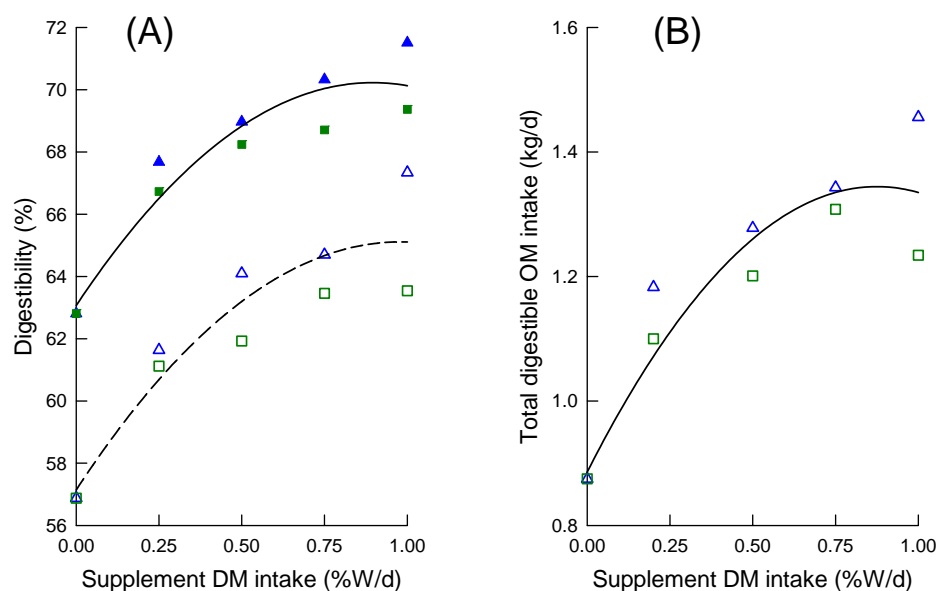 (A)
72
70
68
66
64
62
60
58
56
Digestibility (%)
0.00 0.25 0.50 0.75 1.00
Supplement DM intake (%W/d)
(B)
1.6
1.4
1.2
1.0
0.8
Total digestible OM intake (kg/d)
0.00 0.25 0.50 0.75 1.00
Supplement DM intake (%W/d)